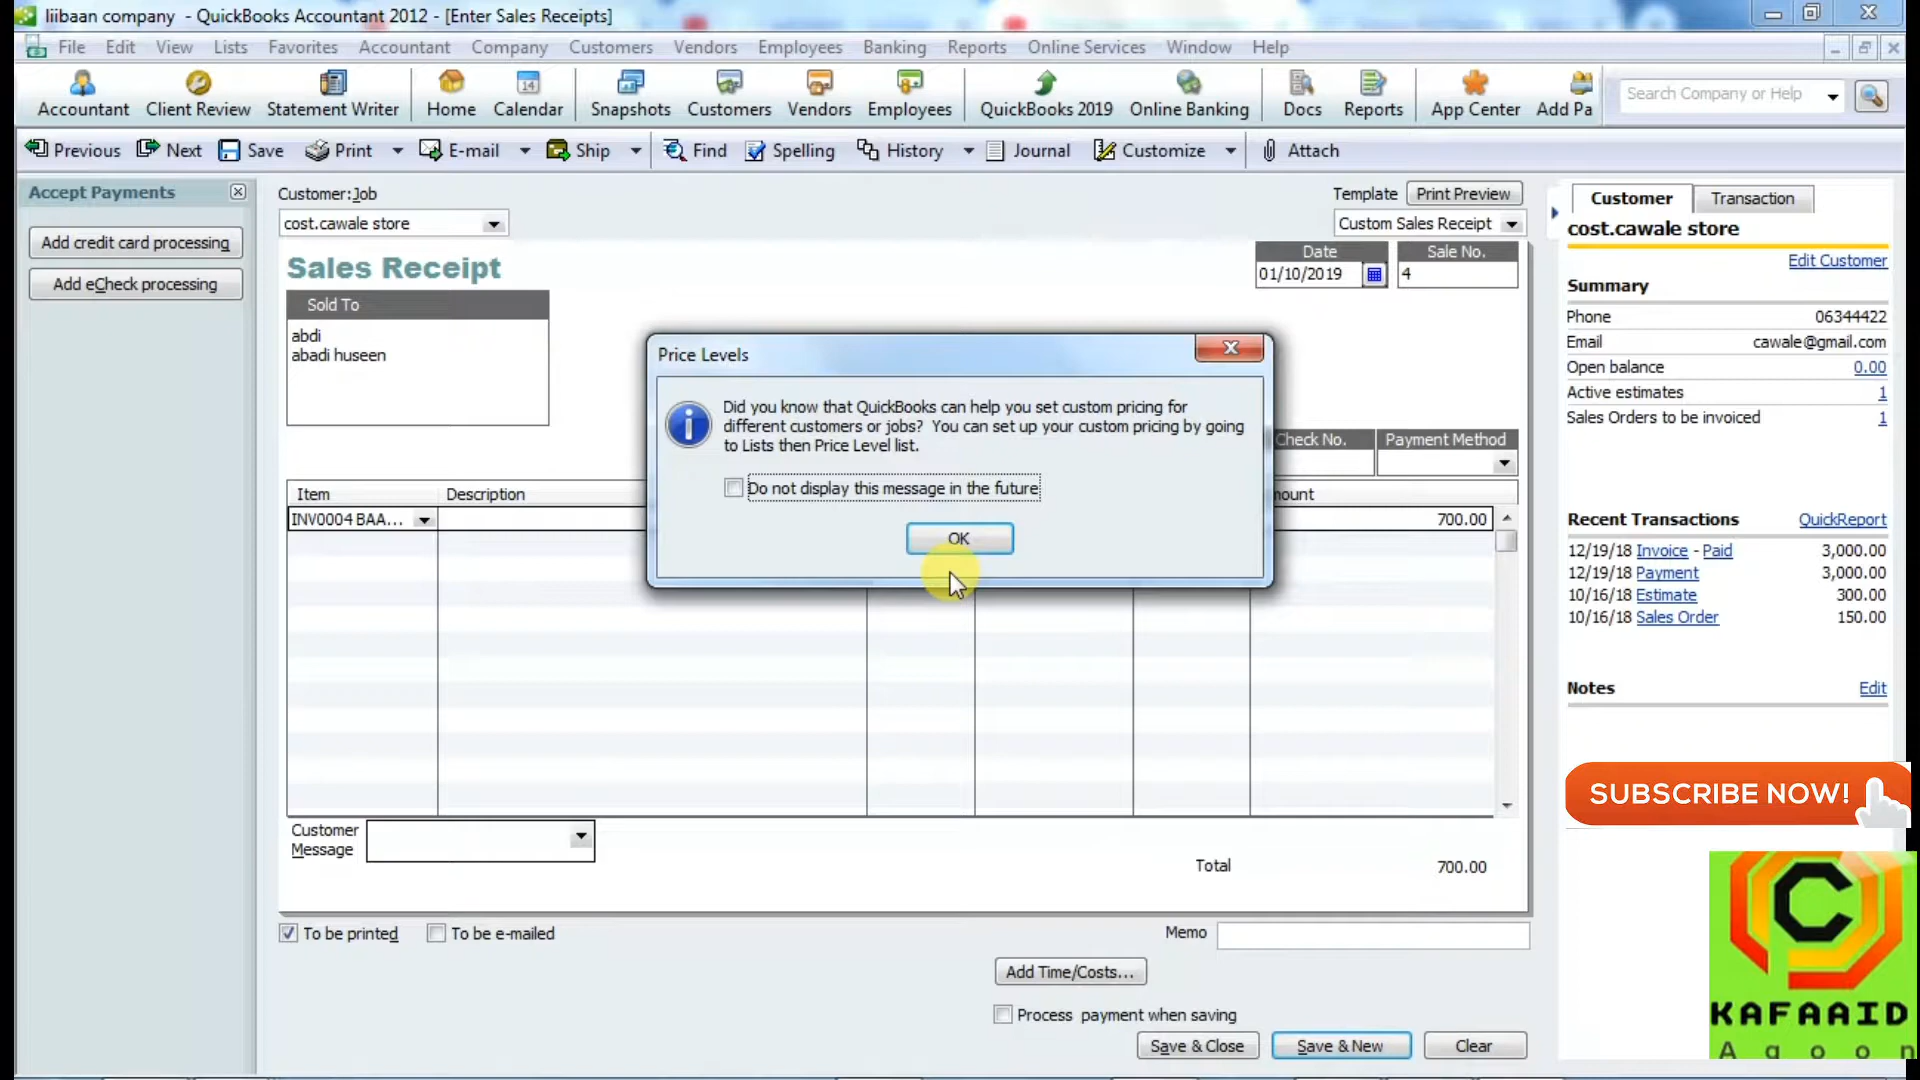 liibaan company - QuickBooks Accountant 2012 - [Enter Sales Receipts]
File Edit View Lists Favorites Accountant Company Customers Vendors Employees Banking Reports Online Services Window Help
Accountant Client Review Statement Writer Home Calendar Snapshots Customers Vendors Employees QuickBooks 2019 Online Banking Docs Reports App Center Add Pa
Search Company or Help
Previous Next Save Print E-mail Ship Find Spelling History Journal Customize Attach
Accept Payments
Add credit card processing
Add eCheck processing
Customer:Job
cost.cawale store
Template Print Preview
Custom Sales Receipt
Sales Receipt
Date Sale No.
01/10/2019 4
Sold To
abdi
abadi huseen
Check No. Payment Method
Item Description mount
INV0004 BAA... 700.00
Price Levels
Did you know that QuickBooks can help you set custom pricing for
different customers or jobs? You can set up your custom pricing by going
to Lists then Price Level list.
Do not display this message in the future
OK
Customer
Message
Total 700.00
To be printed To be e-mailed
Memo
Add Time/Costs...
Process payment when saving
Save & Close Save & New Clear
Customer Transaction
cost.cawale store
Edit Customer
Summary
Phone 06344422
Email cawale@gmail.com
Open balance 0.00
Active estimates 1
Sales Orders to be invoiced 1
Recent Transactions QuickReport
12/19/18 Invoice - Paid 3,000.00
12/19/18 Payment 3,000.00
10/16/18 Estimate 300.00
10/16/18 Sales Order 150.00
Notes Edit
SUBSCRIBE NOW!
KAFAAID
Aqoon